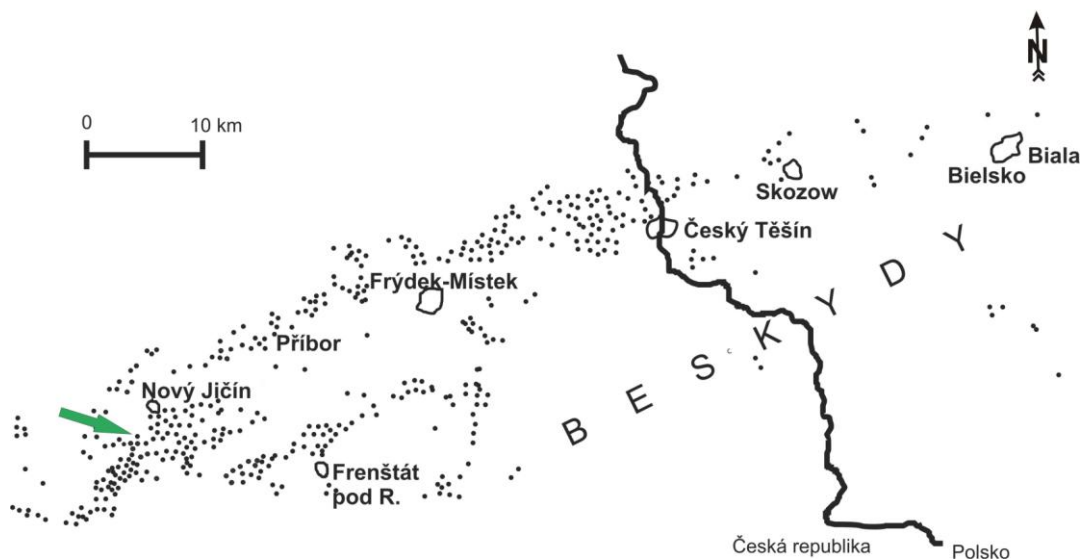 N
0 10 km
Biala
Bielsko
Skozow
Český Těšín
Frýdek-Místek
Příbor
Nový Jičín
Frenštát
pod R.
B E S K Y D Y
Česká republika
Polsko